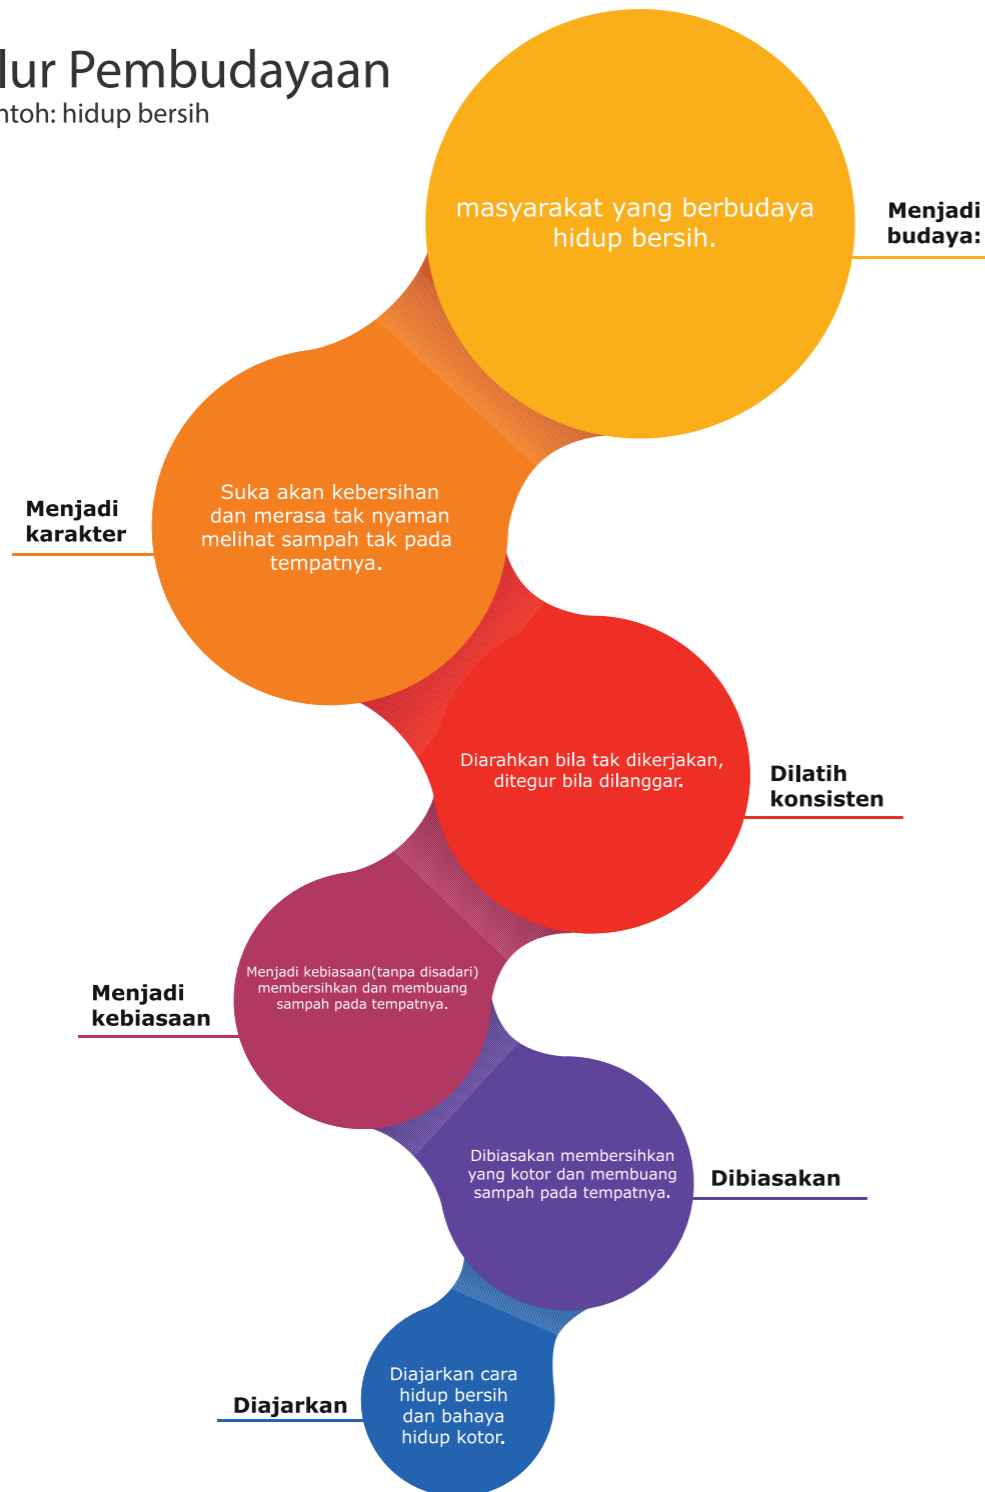 lur Pembudayaan
ntoh: hidup bersih
masyarakat yang berbudaya
hidup bersih.
Menjadi
budaya:
Suka akan kebersihan
dan merasa tak nyaman
melihat sampah tak pada
tempatnya.
Menjadi
karakter
Diarahkan bila tak dikerjakan,
ditegur bila dilanggar.
Dilatih
konsisten
Menjadi kebiasaan(tanpa disadari)
membersihkan dan membuang
sampah pada tempatnya.
Menjadi
kebiasaan
Dibiasakan membersihkan
yang kotor dan membuang
sampah pada tempatnya.
Dibiasakan
Diajarkan cara
hidup bersih
dan bahaya
hidup kotor.
Diajarkan